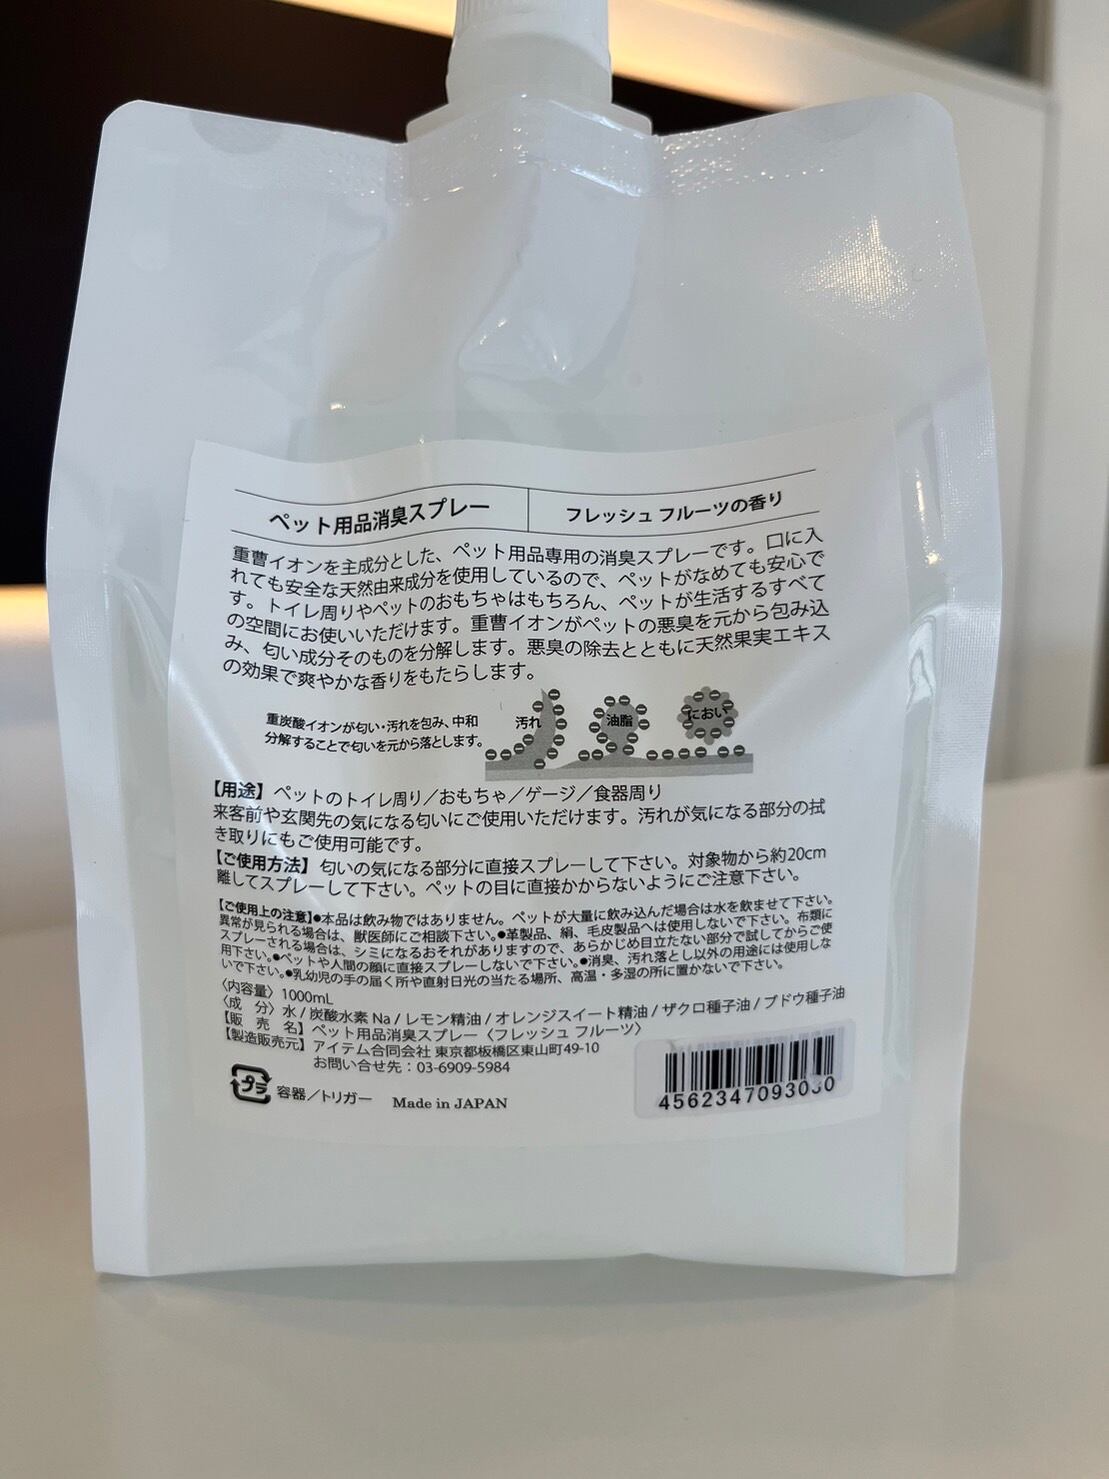 ペット用品消臭スプレー
フレッシュ フルーツの香り
重曹イオンを主成分とした、ペット用品専用の消臭スプレーです。口に入
れても安全な天然由来成分を使用しているので、ペットがなめても安心で
す。トイレ周りやペットのおもちゃはもちろん、ペットが生活するすべて
の空間にお使いいただけます。重曹イオンがペットの悪臭を元から包み込
み、匂い成分そのものを分解します。悪臭の除去とともに天然果実エキス
の効果で爽やかな香りをもたらします。
重炭酸イオンが匂い・汚れを包み、中和
分解することで匂いを元から落とします。
汚れ
油脂
におい
【用途】ペットのトイレ周り／おもちゃ／ゲージ／食器周り
来客前や玄関先の気になる匂いにご使用いただけます。汚れが気になる部分の拭
き取りにもご使用可能です。
【ご使用方法】匂いの気になる部分に直接スプレーして下さい。対象物から約20cm
離してスプレーして下さい。ペットの目に直接かからないようにご注意下さい。
【ご使用上の注意】●本品は飲み物ではありません。ペットが大量に飲み込んだ場合は水を飲ませて下さい。
異常が見られる場合は、獣医師にご相談下さい。●革製品、絹、毛皮製品へは使用しないで下さい。布類に
スプレーされる場合は、シミになるおそれがありますので、あらかじめ目立たない部分で試してからご使
用下さい。●ペットや人間の顔に直接スプレーしないで下さい。●消臭、汚れ落とし以外の用途には使用しな
いで下さい。●乳幼児の手の届く所や直射日光の当たる場所、高温・多湿の所に置かないで下さい。
〈内容量〉1000mL
〈成　分〉水 / 炭酸水素 Na / レモン精油 / オレンジスイート精油 / ザクロ種子油 / ブドウ種子油
【販　売　名】ペット用品消臭スプレー〈フレッシュ フルーツ〉
【製造販売元】アイテム合同会社 東京都板橋区東山町49-10
お問い合せ先：03-6909-5984
プラ 容器／トリガー Made in JAPAN
4562347093030